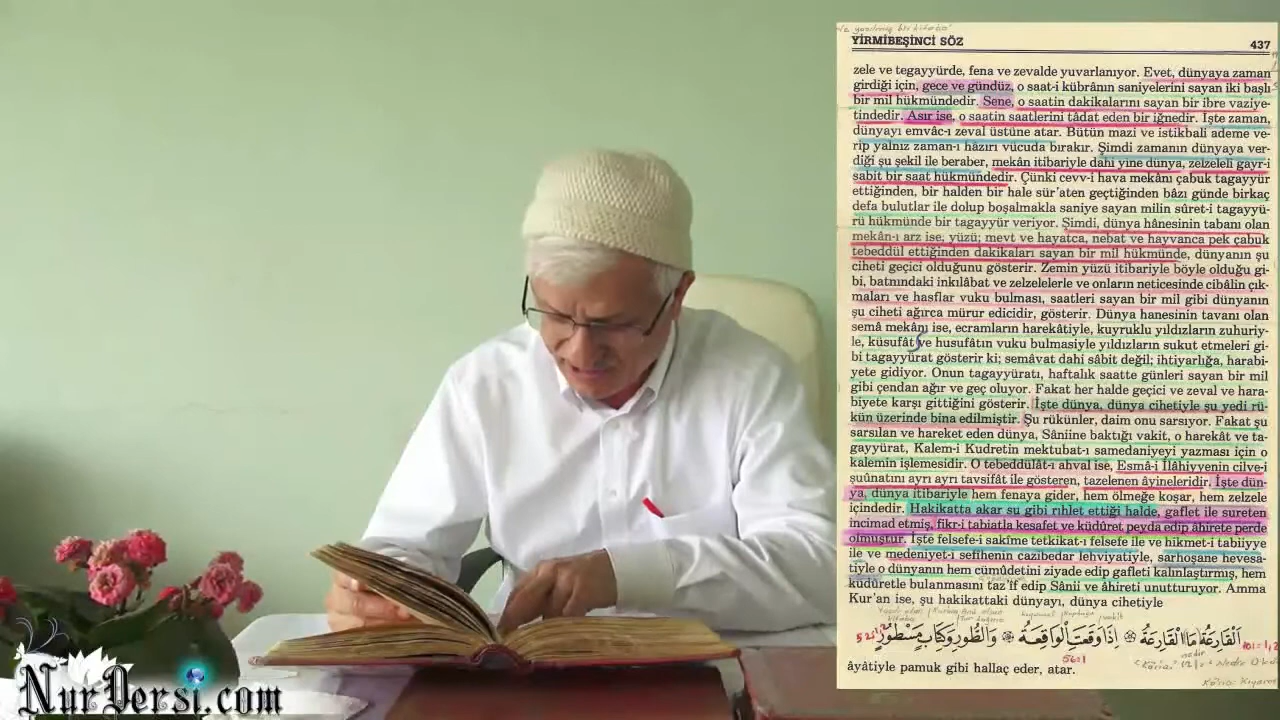 "Ve yazılmış bir kitaba"
YİRMİBEŞİNCİ SÖZ 437
zele ve tegayyürde, fena ve zevalde yuvarlanıyor. Evet, dünyaya zaman
girdiği için, gece ve gündüz, o saat-i kübrânın saniyelerini sayan iki başlı
bir mil hükmündedir. Sene, o saatin dakikalarını sayan bir ibre vaziye-
tindedir. Asır ise, o saatin saatlerini tâdat eden bir iğnedir. İşte zaman,
dünyayı emvâc-ı zeval üstüne atar. Bütün mazi ve istikbali ademe ve-
rip yalnız zaman-ı hâzırı vücuda bırakır. Şimdi zamanın dünyaya ver-
diği şu şekil ile beraber, mekân itibariyle dahi yine dünya, zelzeleli gayr-i
sabit bir saat hükmündedir. Çünki cevv-i hava mekânı çabuk tagayyür
ettiğinden, bir halden bir hale sür'aten geçtiğinden bâzı günde birkaç
defa bulutlar ile dolup boşalmakla saniye sayan milin sûret-i tagayyü-
rü hükmünde bir tagayyür veriyor. Şimdi, dünya hânesinin tabanı olan
mekân-ı arz ise, yüzü; mevt ve hayatca, nebat ve hayvanca pek çabuk
tebeddül ettiğinden dakikaları sayan bir mil hükmünde, dünyanın şu
ciheti geçici olduğunu gösterir. Zemin yüzü itibariyle böyle olduğu gi-
bi, batnındaki inkılâbat ve zelzelelerle ve onların neticesinde cibâlin çık-
maları ve hasflar vuku bulması, saatleri sayan bir mil gibi dünyanın
şu ciheti ağırca mürur edicidir, gösterir. Dünya hanesinin tavanı olan
semâ mekânı ise, ecramların harekâtiyle, kuyruklu yıldızların zuhuriy-
le, küsufât ve husufâtın vuku bulmasiyle yıldızların sukut etmeleri gi-
bi tagayyürat gösterir ki; semâvat dahi sâbit değil; ihtiyarlığa, harabi-
yete gidiyor. Onun tagayyüratı, haftalık saatte günleri sayan bir mil
gibi çendan ağır ve geç oluyor. Fakat her halde geçici ve zeval ve hara-
biyete karşı gittiğini gösterir. İşte dünya, dünya cihetiyle şu yedi rü-
kün üzerinde bina edilmiştir. Şu rükünler, daim onu sarsıyor. Fakat şu
sarsılan ve hareket eden dünya, Sâniine baktığı vakit, o harekât ve ta-
gayyürat, Kalem-i Kudretin mektubat-ı samedaniyeyi yazması için o
kalemin işlemesidir. O tebeddülât-ı ahval ise, Esmâ-i İlâhiyyenin cilve-i
şuûnatını ayrı ayrı tavsifât ile gösteren, tazelenen âyineleridir. İşte dün-
ya, dünya itibariyle hem fenaya gider, hem ölmeğe koşar, hem zelzele
içindedir. Hakikatta akar su gibi rıhlet ettiği halde, gaflet ile sureten
incimad etmiş, fikr-i tabiatla kesafet ve küdûret peyda edip âhirete perde
olmuştur. İşte felsefe-i sakîme tetkikat-ı felsefe ile ve hikmet-i tabiiyye
ile ve medeniyet-i sefihenin cazibedar lehviyatiyle, sarhoşane hevesa-
tiyle o dünyanın hem cümûdetini ziyade edip gafleti kalınlaştırmış, hem
küdûretle bulanmasını taz'îf edip Sânii ve âhireti unutturuyor. Amma
Kur'an ise, şu hakikattaki dünyayı, dünya cihetiyle
اَلْقَارِعَةُ مَا الْقَارِعَةُ ❋ اِذَا وَقَعَتِ الْوَاقِعَةُ ❋ وَالطُّورِ وَكِتَابٍ مَسْطُورٍ
56:1
âyâtiyle pamuk gibi hallaç eder, atar.
NurDersi.com